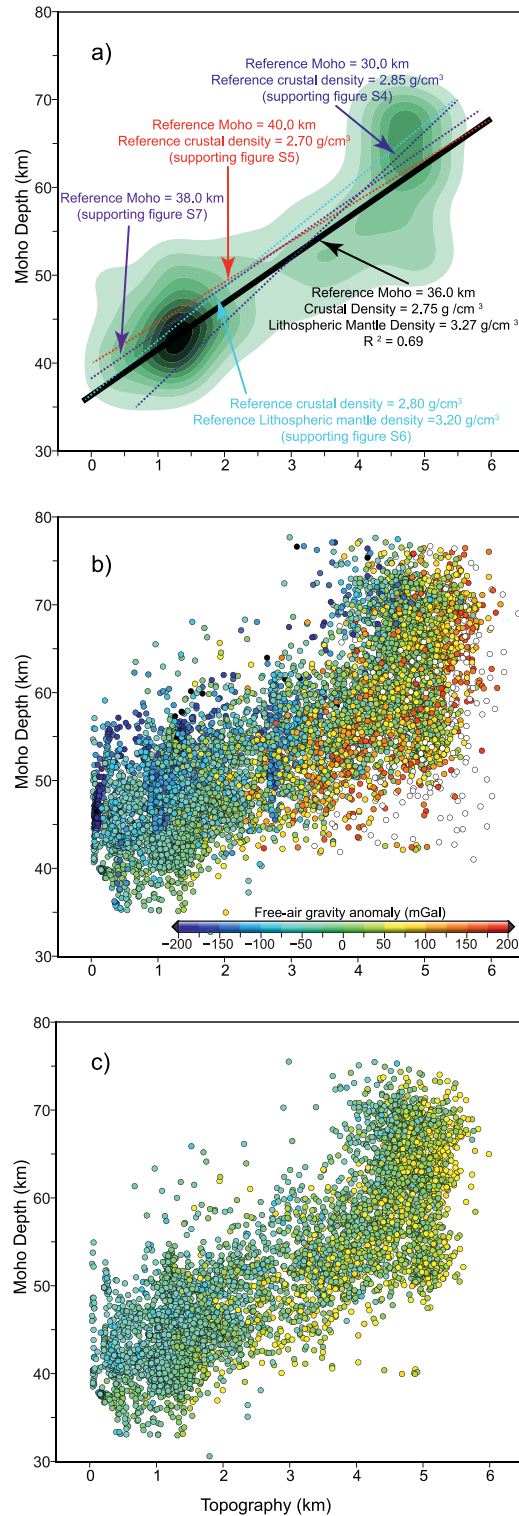 80
a)
Reference Moho = 30.0 km
Reference crustal density = 2.85 g/cm³
(supporting figure S4)
70
Reference Moho = 40.0 km
Reference crustal density = 2.70 g/cm³
(supporting figure S5)
60
Reference Moho = 38.0 km
(supporting figure S7)
Moho Depth (km)
50
Reference Moho = 36.0 km
Crustal Density = 2.75 g /cm ³
Lithospheric Mantle Density = 3.27 g/cm ³
R ² = 0.69
40
Reference crustal density = 2.80 g/cm³
Reference Lithospheric mantle density =3.20 g/cm³
(supporting figure S6)
30
0 1 2 3 4 5 6
80
b)
70
60
Moho Depth (km)
50
40
Free-air gravity anomaly (mGal)
−200 −150 −100 −50 0 50 100 150 200
30
0 1 2 3 4 5 6
80
c)
70
60
Moho Depth (km)
50
40
30
0 1 2 3 4 5 6
Topography (km)